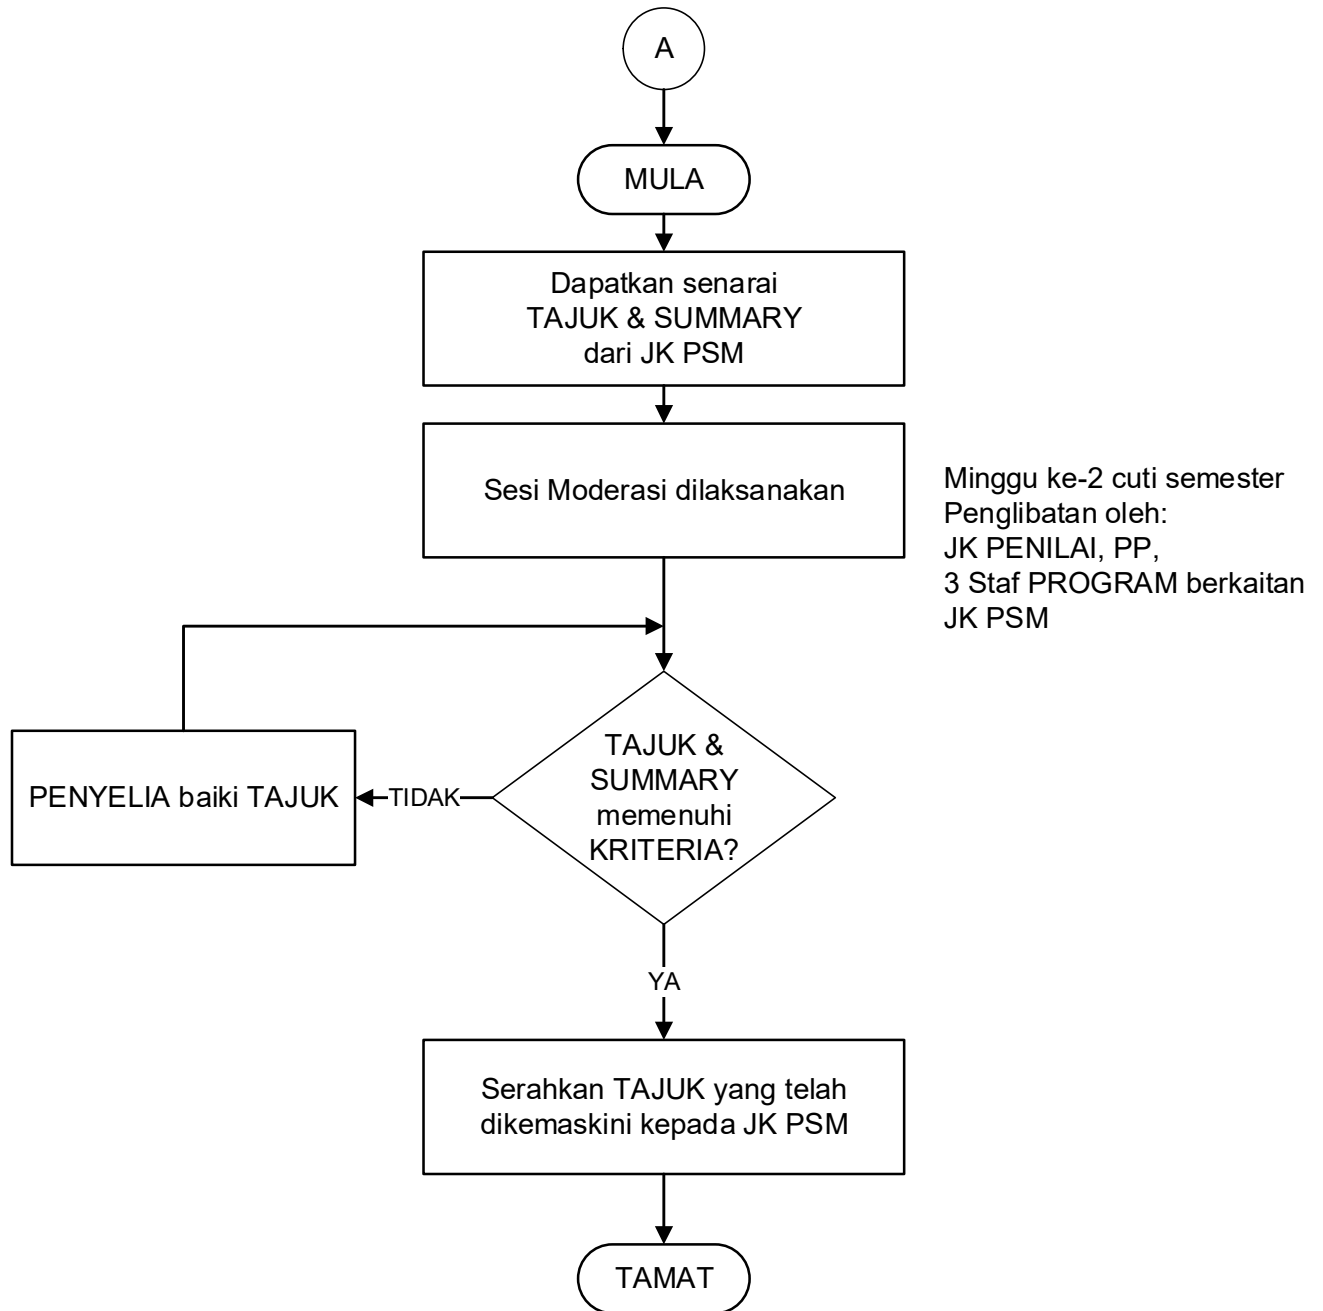 A
MULA
Dapatkan senarai
TAJUK & SUMMARY
dari JK PSM
Sesi Moderasi dilaksanakan
Minggu ke-2 cuti semester
Penglibatan oleh:
JK PENILAI, PP,
3 Staf PROGRAM berkaitan
JK PSM
TAJUK &
SUMMARY
memenuhi
KRITERIA?
TIDAK
PENYELIA baiki TAJUK
YA
Serahkan TAJUK yang telah
dikemaskini kepada JK PSM
TAMAT